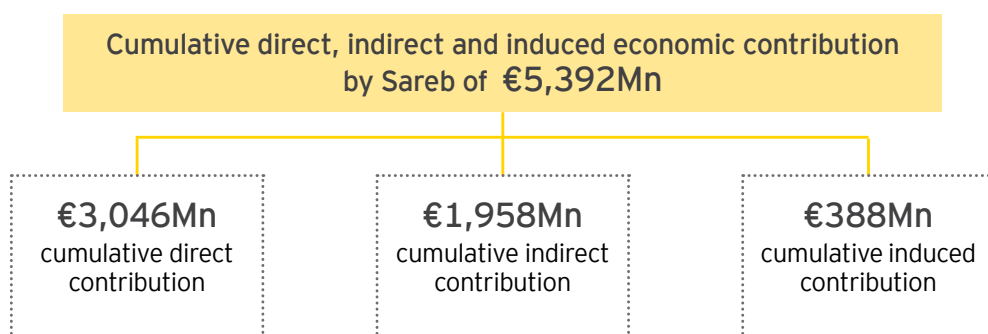 Cumulative direct, indirect and induced economic contribution
by Sareb of €5,392Mn
€3,046Mn
cumulative direct
contribution
€1,958Mn
cumulative indirect
contribution
€388Mn
cumulative induced
contribution